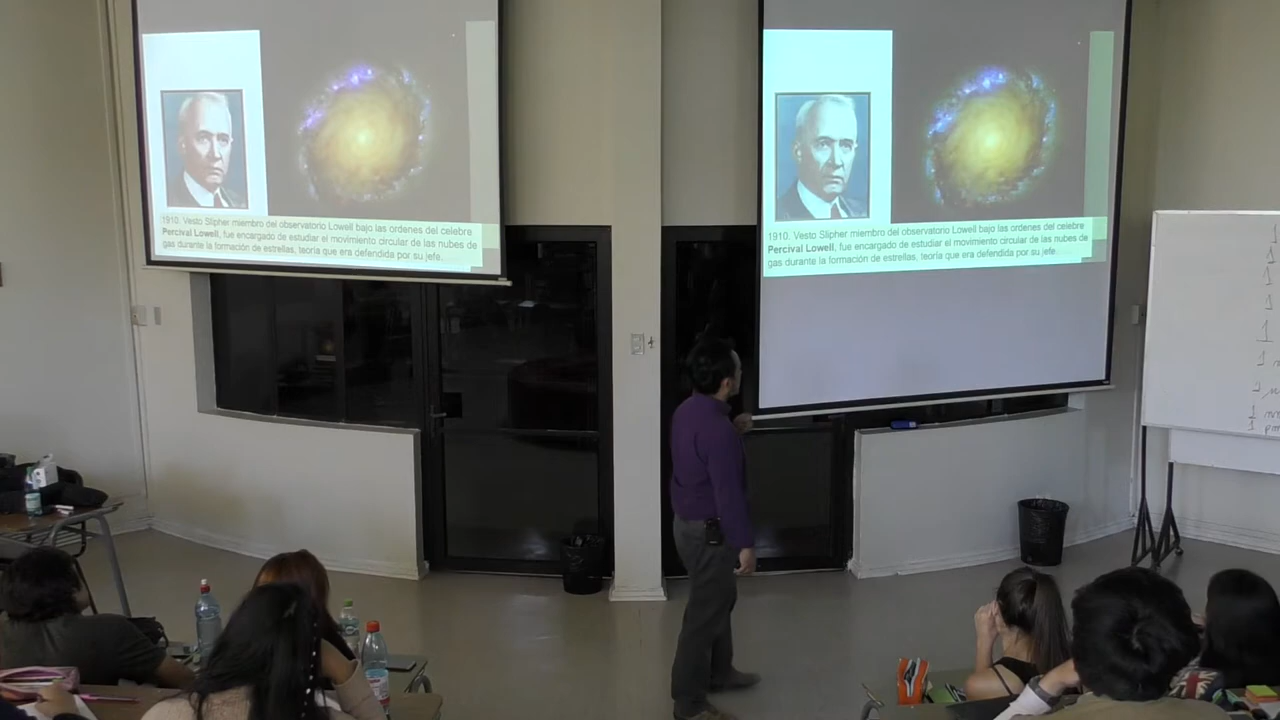 1910. Vesto Slipher miembro del observatorio Lowell bajo las ordenes del celebre
Percival Lowell, fue encargado de estudiar el movimiento circular de las nubes de
gas durante la formación de estrellas, teoría que era defendida por su jefe.
1910. Vesto Slipher miembro del observatorio Lowell bajo las ordenes del celebre
Percival Lowell, fue encargado de estudiar el movimiento circular de las nubes de
gas durante la formación de estrellas, teoría que era defendida por su jefe.